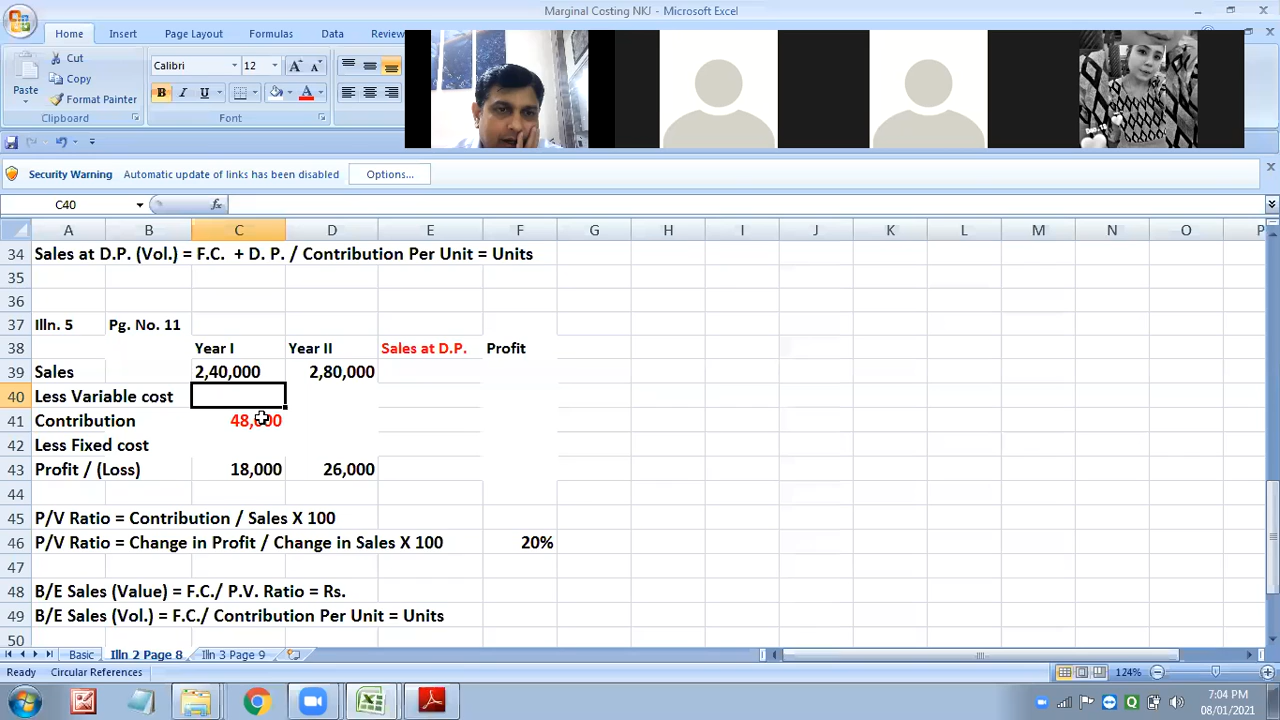 Marginal Costing NKJ - Microsoft Excel
Home Insert Page Layout Formulas Data Review
Cut
Copy
Format Painter
Paste
Clipboard
Calibri 12
B I U
Font
Security Warning Automatic update of links has been disabled Options...
C40 fx
A B C D E F G H I J K L M N O P
34 Sales at D.P. (Vol.) = F.C. + D. P. / Contribution Per Unit = Units
35
36
37 Illn. 5 Pg. No. 11
38 Year I Year II Sales at D.P. Profit
39 Sales 2,40,000 2,80,000
40 Less Variable cost
41 Contribution 48,000
42 Less Fixed cost
43 Profit / (Loss) 18,000 26,000
44
45 P/V Ratio = Contribution / Sales X 100
46 P/V Ratio = Change in Profit / Change in Sales X 100 20%
47
48 B/E Sales (Value) = F.C./ P.V. Ratio = Rs.
49 B/E Sales (Vol.) = F.C./ Contribution Per Unit = Units
50
Basic Illn 2 Page 8 Illn 3 Page 9
Ready Circular References 124%
7:04 PM
08/01/2021